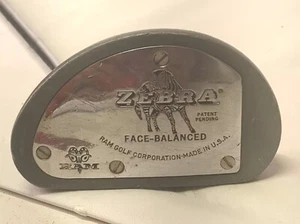 ZEBRA
PATENT
PENDING
FACE-BALANCED
RAM GOLF CORPORATION-MADE IN U.S.A.
RAM